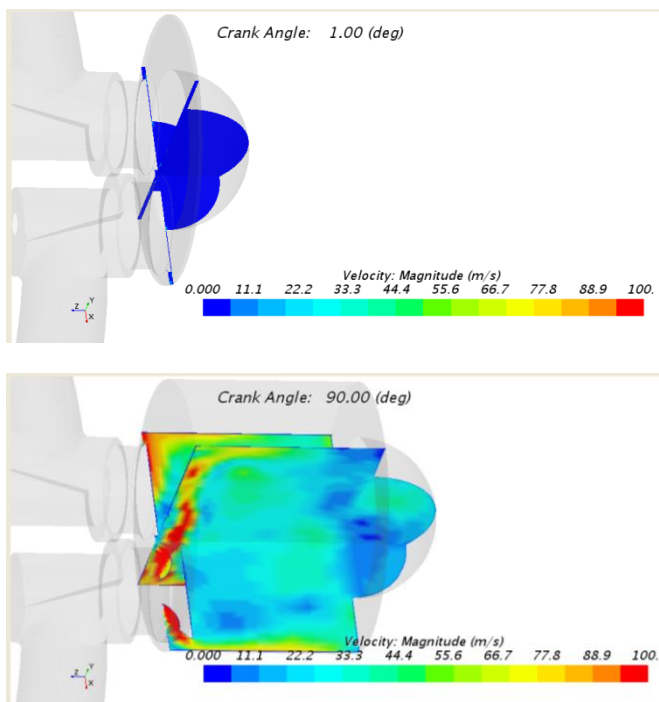 Crank Angle: 1.00 (deg)
Velocity: Magnitude (m/s)
0.000 11.1 22.2 33.3 44.4 55.6 66.7 77.8 88.9 100.
Z Y X
Crank Angle: 90.00 (deg)
Velocity: Magnitude (m/s)
0.000 11.1 22.2 33.3 44.4 55.6 66.7 77.8 88.9 100.
Z Y X